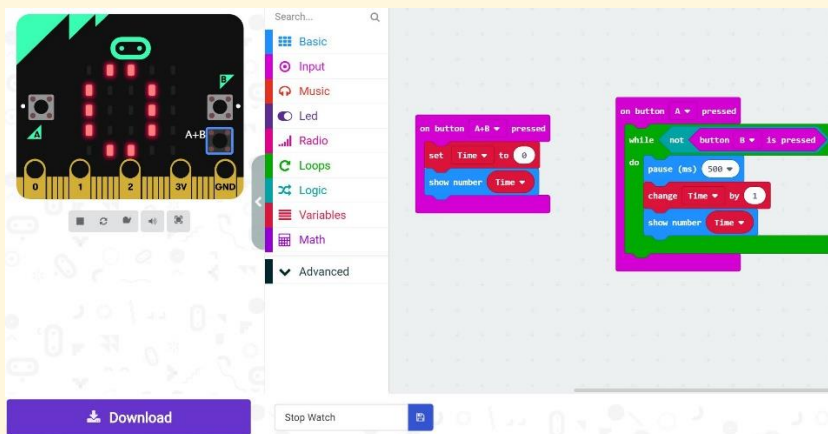 B
A
A+B
0 1 2 3V GND
Search...
Basic
Input
Music
Led
Radio
Loops
Logic
Variables
Math
Advanced
on button A+B pressed
set Time to 0
show number Time
on button A pressed
while not button B is pressed
do pause (ms) 500
change Time by 1
show number Time
Download
Stop Watch